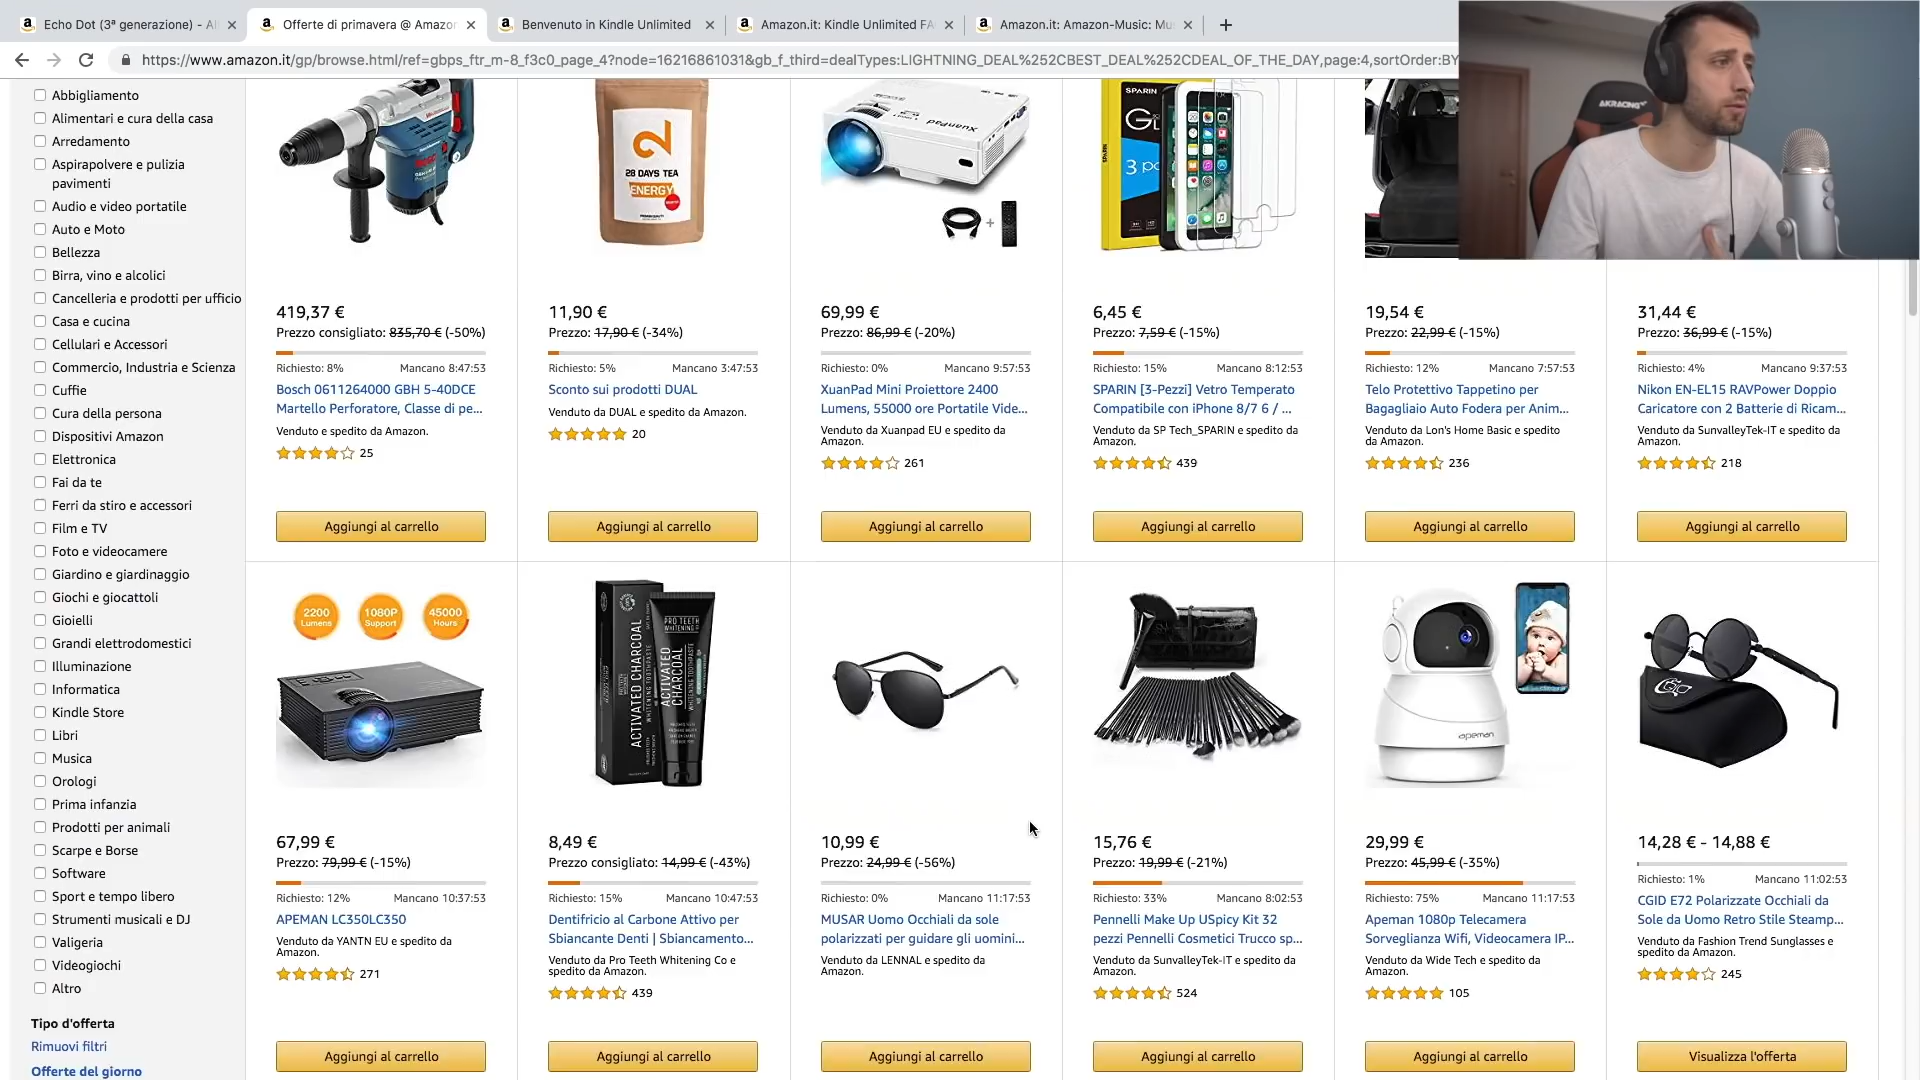 Echo Dot (3ª generazione) - Al
Offerte di primavera @ Amazon
Benvenuto in Kindle Unlimited
Amazon.it: Kindle Unlimited FA
Amazon.it: Amazon-Music: Mu
https://www.amazon.it/gp/browse.html/ref=gbps_ftr_m-8_f3c0_page_4?node=16216861031&gb_f_third=dealTypes:LIGHTNING_DEAL%252CBEST_DEAL%252CDEAL_OF_THE_DAY,page:4,sortOrder:BY
AKRACING
Abbigliamento
Alimentari e cura della casa
Arredamento
Aspirapolvere e pulizia
pavimenti
Audio e video portatile
Auto e Moto
Bellezza
Birra, vino e alcolici
Cancelleria e prodotti per ufficio
Casa e cucina
Cellulari e Accessori
Commercio, Industria e Scienza
Cuffie
Cura della persona
Dispositivi Amazon
Elettronica
Fai da te
Ferri da stiro e accessori
Film e TV
Foto e videocamere
Giardino e giardinaggio
Giochi e giocattoli
Gioielli
Grandi elettrodomestici
Illuminazione
Informatica
Kindle Store
Libri
Musica
Orologi
Prima infanzia
Prodotti per animali
Scarpe e Borse
Software
Sport e tempo libero
Strumenti musicali e DJ
Valigeria
Videogiochi
Altro
Tipo d'offerta
Rimuovi filtri
Offerte del giorno
419,37 €
Prezzo consigliato: 835,70 € (-50%)
Richiesto: 8% Mancano 8:47:53
Bosch 0611264000 GBH 5-40DCE
Martello Perforatore, Classe di pe...
Venduto e spedito da Amazon.
25
Aggiungi al carrello
28 DAYS TEA
ENERGY
11,90 €
Prezzo: 17,90 € (-34%)
Richiesto: 5% Mancano 3:47:53
Sconto sui prodotti DUAL
Venduto da DUAL e spedito da Amazon.
20
Aggiungi al carrello
XuanPad
69,99 €
Prezzo: 86,99 € (-20%)
Richiesto: 0% Mancano 9:57:53
XuanPad Mini Proiettore 2400
Lumens, 55000 ore Portatile Vide...
Venduto da Xuanpad EU e spedito da
Amazon.
261
Aggiungi al carrello
SPARIN
3 pc
6,45 €
Prezzo: 7,59 € (-15%)
Richiesto: 15% Mancano 8:12:53
SPARIN [3-Pezzi] Vetro Temperato
Compatibile con iPhone 8/7 6 / ...
Venduto da SP Tech_SPARIN e spedito da
Amazon.
439
Aggiungi al carrello
19,54 €
Prezzo: 22,99 € (-15%)
Richiesto: 12% Mancano 7:57:53
Telo Protettivo Tappetino per
Bagagliaio Auto Fodera per Anim...
Venduto da Lon's Home Basic e spedito
da Amazon.
236
Aggiungi al carrello
31,44 €
Prezzo: 36,99 € (-15%)
Richiesto: 4% Mancano 9:37:53
Nikon EN-EL15 RAVPower Doppio
Caricatore con 2 Batterie di Ricam...
Venduto da SunvalleyTek-IT e spedito da
Amazon.
218
Aggiungi al carrello
2200
Lumens
1080P
Support
45000
Hours
67,99 €
Prezzo: 79,99 € (-15%)
Richiesto: 12% Mancano 10:37:53
APEMAN LC350LC350
Venduto da YANTN EU e spedito da
Amazon.
271
Aggiungi al carrello
ACTIVATED CHARCOAL
PRO TEETH
WHITENING
ACTIVATED
CHARCOAL
8,49 €
Prezzo consigliato: 14,99 € (-43%)
Richiesto: 15% Mancano 10:47:53
Dentifricio al Carbone Attivo per
Sbiancante Denti | Sbiancamento...
Venduto da Pro Teeth Whitening Co e
spedito da Amazon.
439
Aggiungi al carrello
10,99 €
Prezzo: 24,99 € (-56%)
Richiesto: 0% Mancano 11:17:53
MUSAR Uomo Occhiali da sole
polarizzati per guidare gli uomini...
Venduto da LENNAL e spedito da
Amazon.
Aggiungi al carrello
15,76 €
Prezzo: 19,99 € (-21%)
Richiesto: 33% Mancano 8:02:53
Pennelli Make Up USpicy Kit 32
pezzi Pennelli Cosmetici Trucco sp...
Venduto da SunvalleyTek-IT e spedito da
Amazon.
524
Aggiungi al carrello
apeman
29,99 €
Prezzo: 45,99 € (-35%)
Richiesto: 75% Mancano 11:17:53
Apeman 1080p Telecamera
Sorveglianza Wifi, Videocamera IP...
Venduto da Wide Tech e spedito da
Amazon.
105
Aggiungi al carrello
14,28 € - 14,88 €
Richiesto: 1% Mancano 11:02:53
CGID E72 Polarizzate Occhiali da
Sole da Uomo Retro Stile Steamp...
Venduto da Fashion Trend Sunglasses e
spedito da Amazon.
245
Visualizza l'offerta